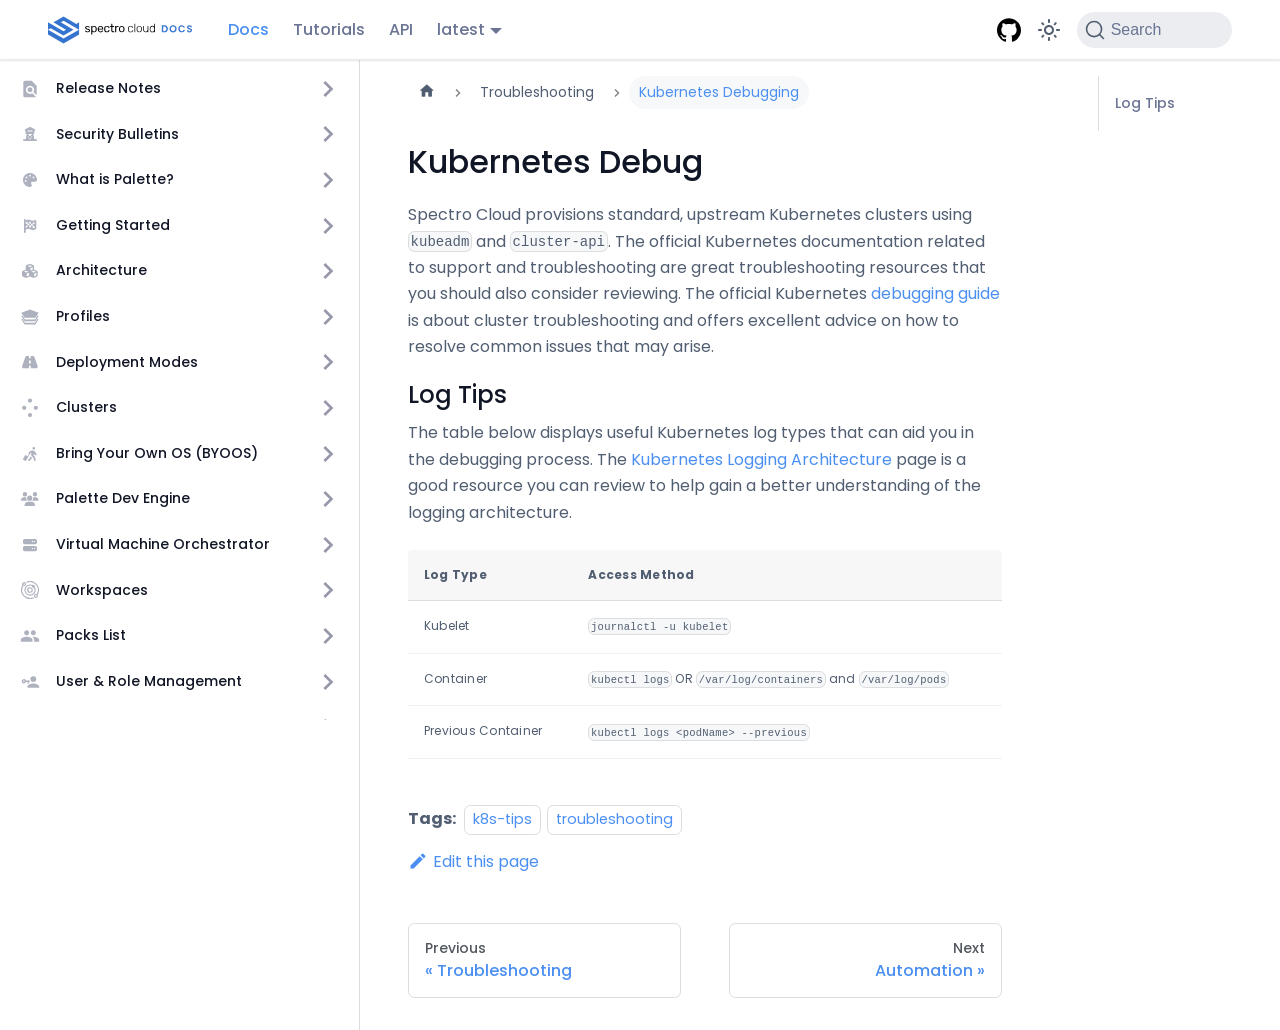 spectro cloud DOCS
Docs
Tutorials
API
latest
Search
Release Notes
Security Bulletins
What is Palette?
Getting Started
Architecture
Profiles
Deployment Modes
Clusters
Bring Your Own OS (BYOOS)
Palette Dev Engine
Virtual Machine Orchestrator
Workspaces
Packs List
User & Role Management
Troubleshooting
Kubernetes Debugging
Kubernetes Debug
Spectro Cloud provisions standard, upstream Kubernetes clusters using
kubeadm and cluster-api. The official Kubernetes documentation related
to support and troubleshooting are great troubleshooting resources that
you should also consider reviewing. The official Kubernetes debugging guide
is about cluster troubleshooting and offers excellent advice on how to
resolve common issues that may arise.
Log Tips
The table below displays useful Kubernetes log types that can aid you in
the debugging process. The Kubernetes Logging Architecture page is a
good resource you can review to help gain a better understanding of the
logging architecture.
Log Type Access Method
Kubelet journalctl -u kubelet
Container kubectl logs OR /var/log/containers and /var/log/pods
Previous Container kubectl logs <podName> --previous
Tags: k8s-tips troubleshooting
Edit this page
Previous
« Troubleshooting
Next
Automation »
Log Tips